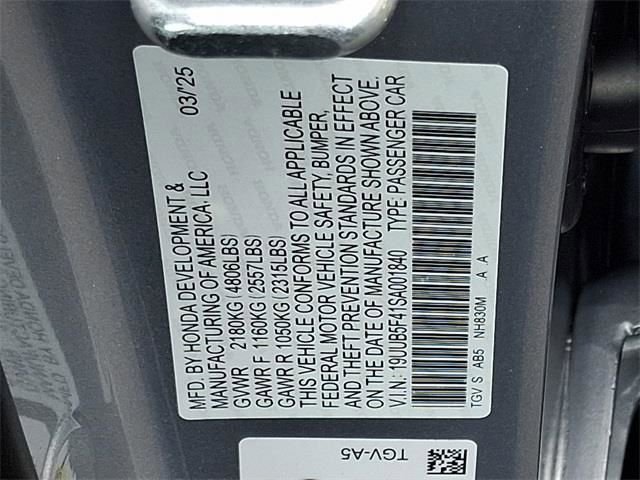 MFD. BY HONDA DEVELOPMENT & 03/'25
MANUFACTURING OF AMERICA, LLC
GVWR 2180KG (4806LBS)
GAWR F 1160KG (2557LBS)
GAWR R 1050KG (2315LBS)
THIS VEHICLE CONFORMS TO ALL APPLICABLE
FEDERAL MOTOR VEHICLE SAFETY, BUMPER,
AND THEFT PREVENTION STANDARDS IN EFFECT
ON THE DATE OF MANUFACTURE SHOWN ABOVE.
V.I.N: 19UUB5F41SA001840 TYPE: PASSENGER CAR
TGV S AB5 NH830M A A
TGV-A5